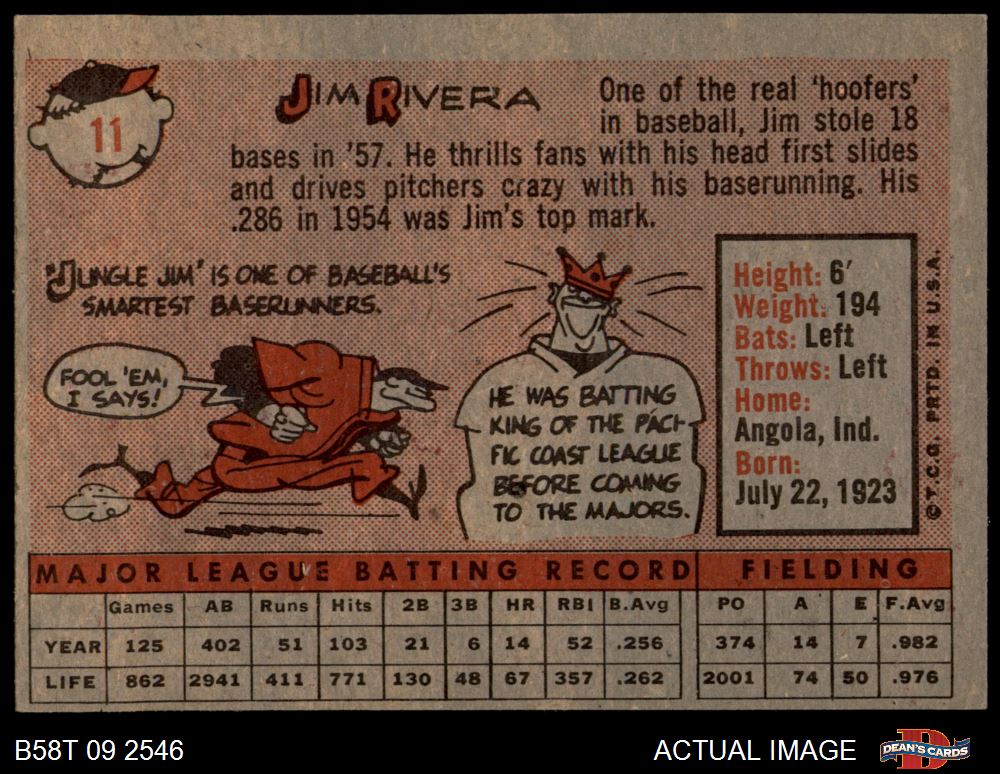 11
JIM RIVERA
One of the real 'hoofers'
in baseball, Jim stole 18
bases in '57. He thrills fans with his head first slides
and drives pitchers crazy with his baserunning. His
.286 in 1954 was Jim's top mark.
'JUNGLE JIM' IS ONE OF BASEBALL'S
SMARTEST BASERUNNERS.
FOOL 'EM,
I SAYS!
HE WAS BATTING
KING OF THE PACI-
FIC COAST LEAGUE
BEFORE COMING
TO THE MAJORS.
Height: 6'
Weight: 194
Bats: Left
Throws: Left
Home:
Angola, Ind.
Born:
July 22, 1923
© T.C.G. PRTD. IN U.S.A.
MAJOR LEAGUE BATTING RECORD FIELDING
Games AB Runs Hits 2B 3B HR RBI B.Avg PO A E F.Avg
YEAR 125 402 51 103 21 6 14 52 .256 374 14 7 .982
LIFE 862 2941 411 771 130 48 67 357 .262 2001 74 50 .976
B58T 09 2546
ACTUAL IMAGE
DEAN'S CARDS